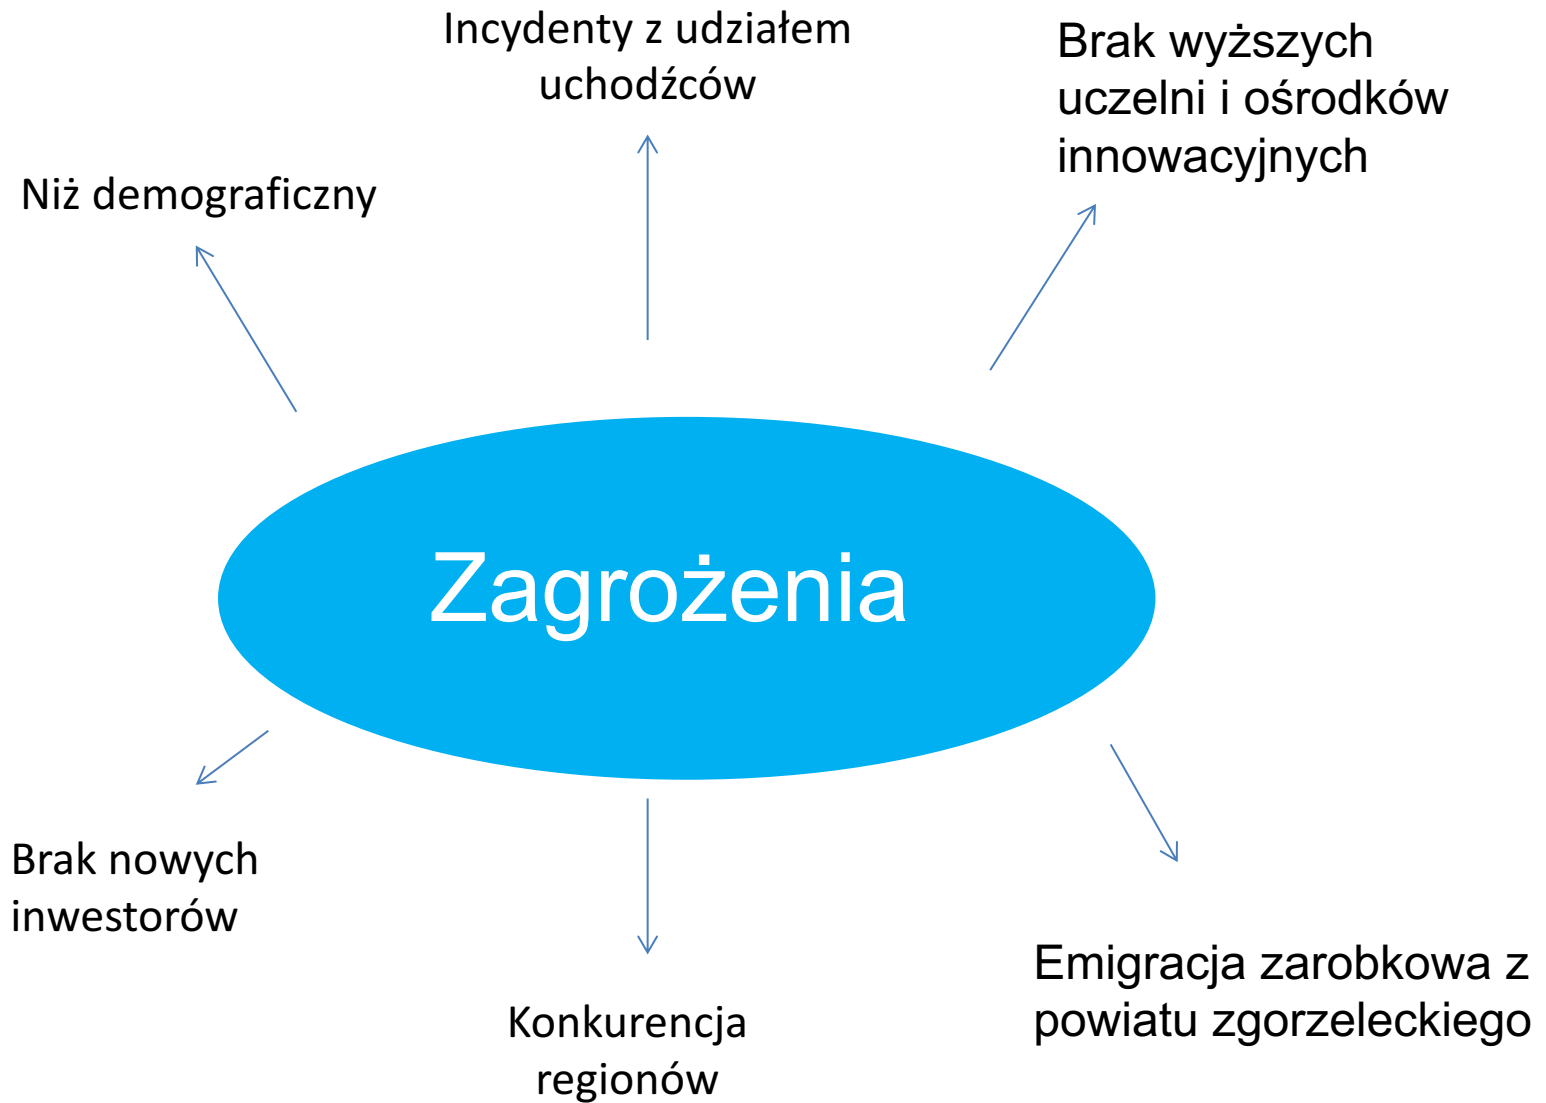 Incydenty z udziałem
uchodźców
Brak wyższych
uczelni i ośrodków
innowacyjnych
Niż demograficzny
Zagrożenia
Brak nowych
inwestorów
Konkurencja
regionów
Emigracja zarobkowa z
powiatu zgorzeleckiego